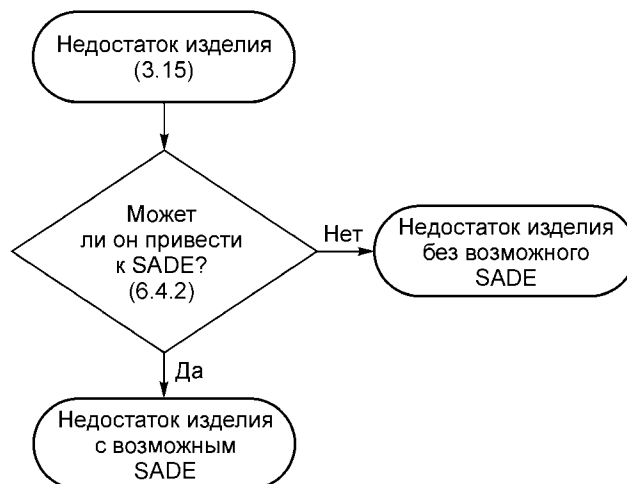 Недостаток изделия
(3.15)
Может
ли он привести
к SADE?
(6.4.2)
Нет
Недостаток изделия
без возможного
SADE
Да
Недостаток изделия
с возможным
SADE